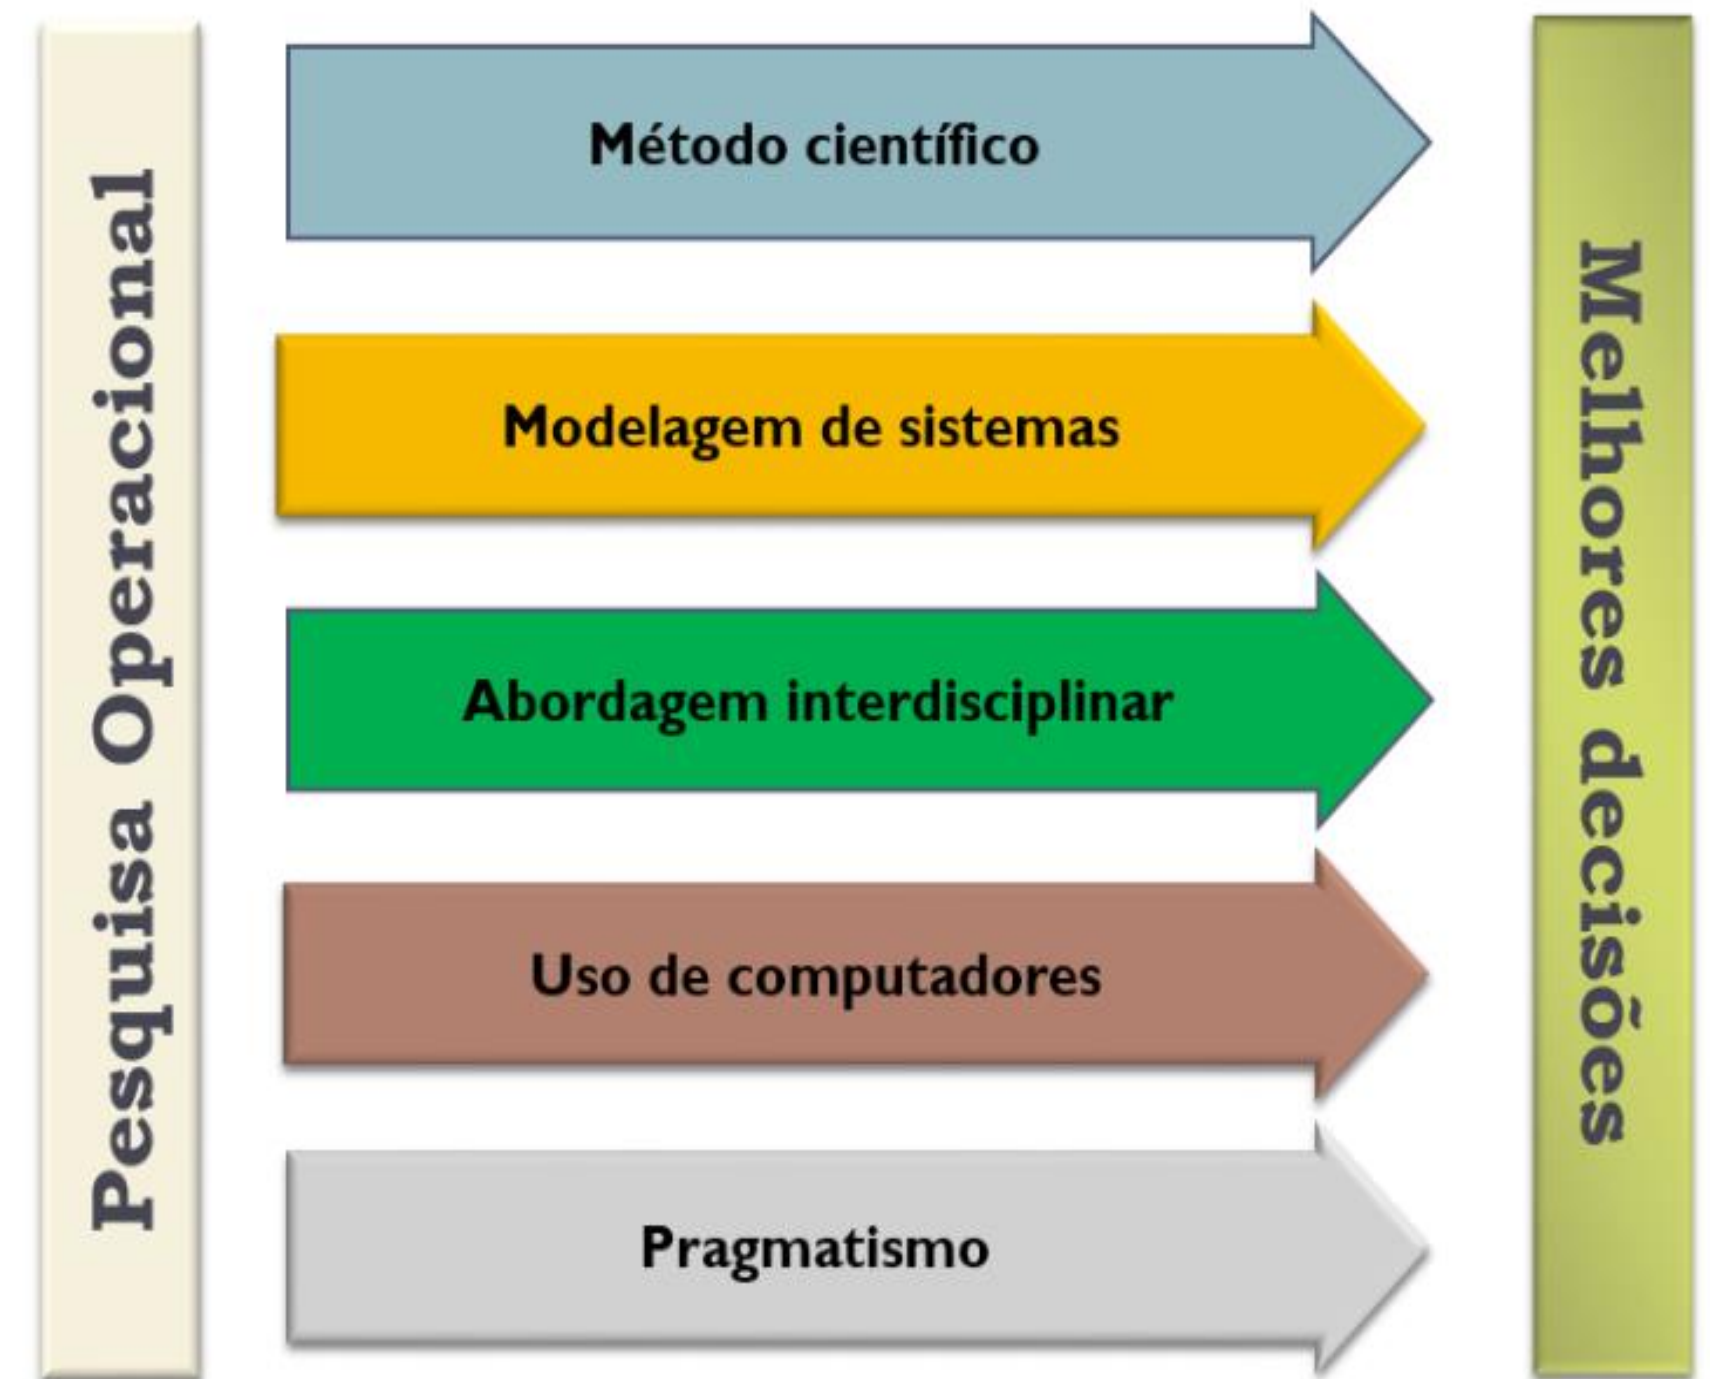 Pesquisa Operacional
Método científico
Modelagem de sistemas
Abordagem interdisciplinar
Uso de computadores
Pragmatismo
Melhores decisões